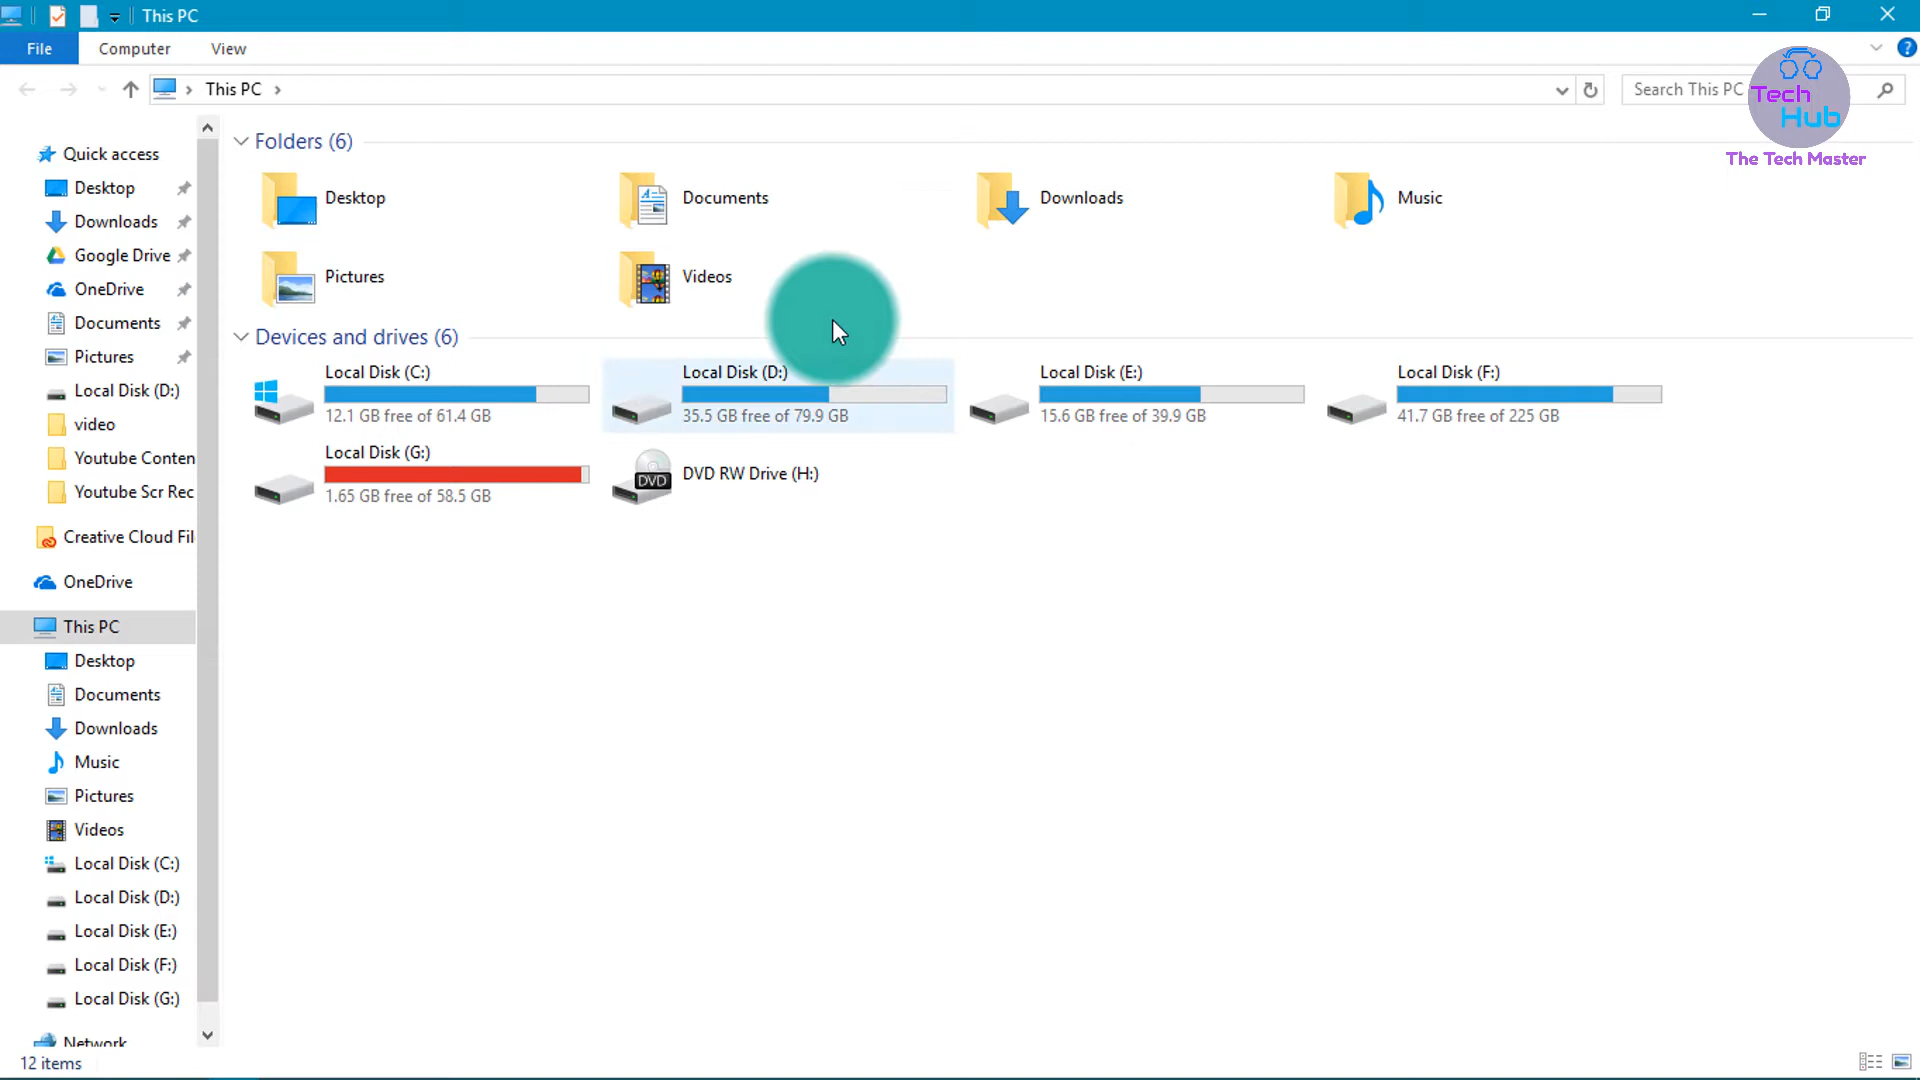 This PC
File Computer View
This PC
Search This PC
Tech
Hub
The Tech Master
Quick access
Desktop
Downloads
Google Drive
OneDrive
Documents
Pictures
Local Disk (D:)
video
Youtube Conten
Youtube Scr Rec
Creative Cloud Fil
OneDrive
This PC
Desktop
Documents
Downloads
Music
Pictures
Videos
Local Disk (C:)
Local Disk (D:)
Local Disk (E:)
Local Disk (F:)
Local Disk (G:)
Network
Folders (6)
Desktop
Documents
Downloads
Music
Pictures
Videos
Devices and drives (6)
Local Disk (C:)
12.1 GB free of 61.4 GB
Local Disk (D:)
35.5 GB free of 79.9 GB
Local Disk (E:)
15.6 GB free of 39.9 GB
Local Disk (F:)
41.7 GB free of 225 GB
Local Disk (G:)
1.65 GB free of 58.5 GB
DVD
DVD RW Drive (H:)
12 items